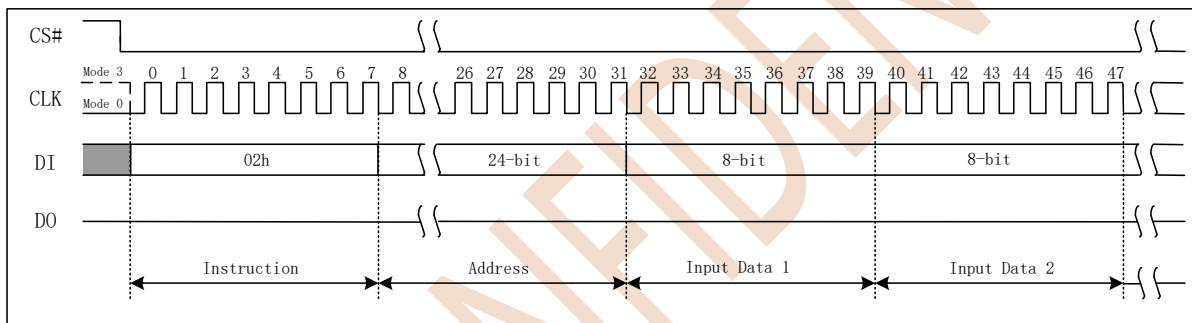 CS#
Mode 3 0 1 2 3 4 5 6 7 8 26 27 28 29 30 31 32 33 34 35 36 37 38 39 40 41 42 43 44 45 46 47
CLK
Mode 0
DI 02h 24-bit 8-bit 8-bit
DO
Instruction Address Input Data 1 Input Data 2
NFIDEN